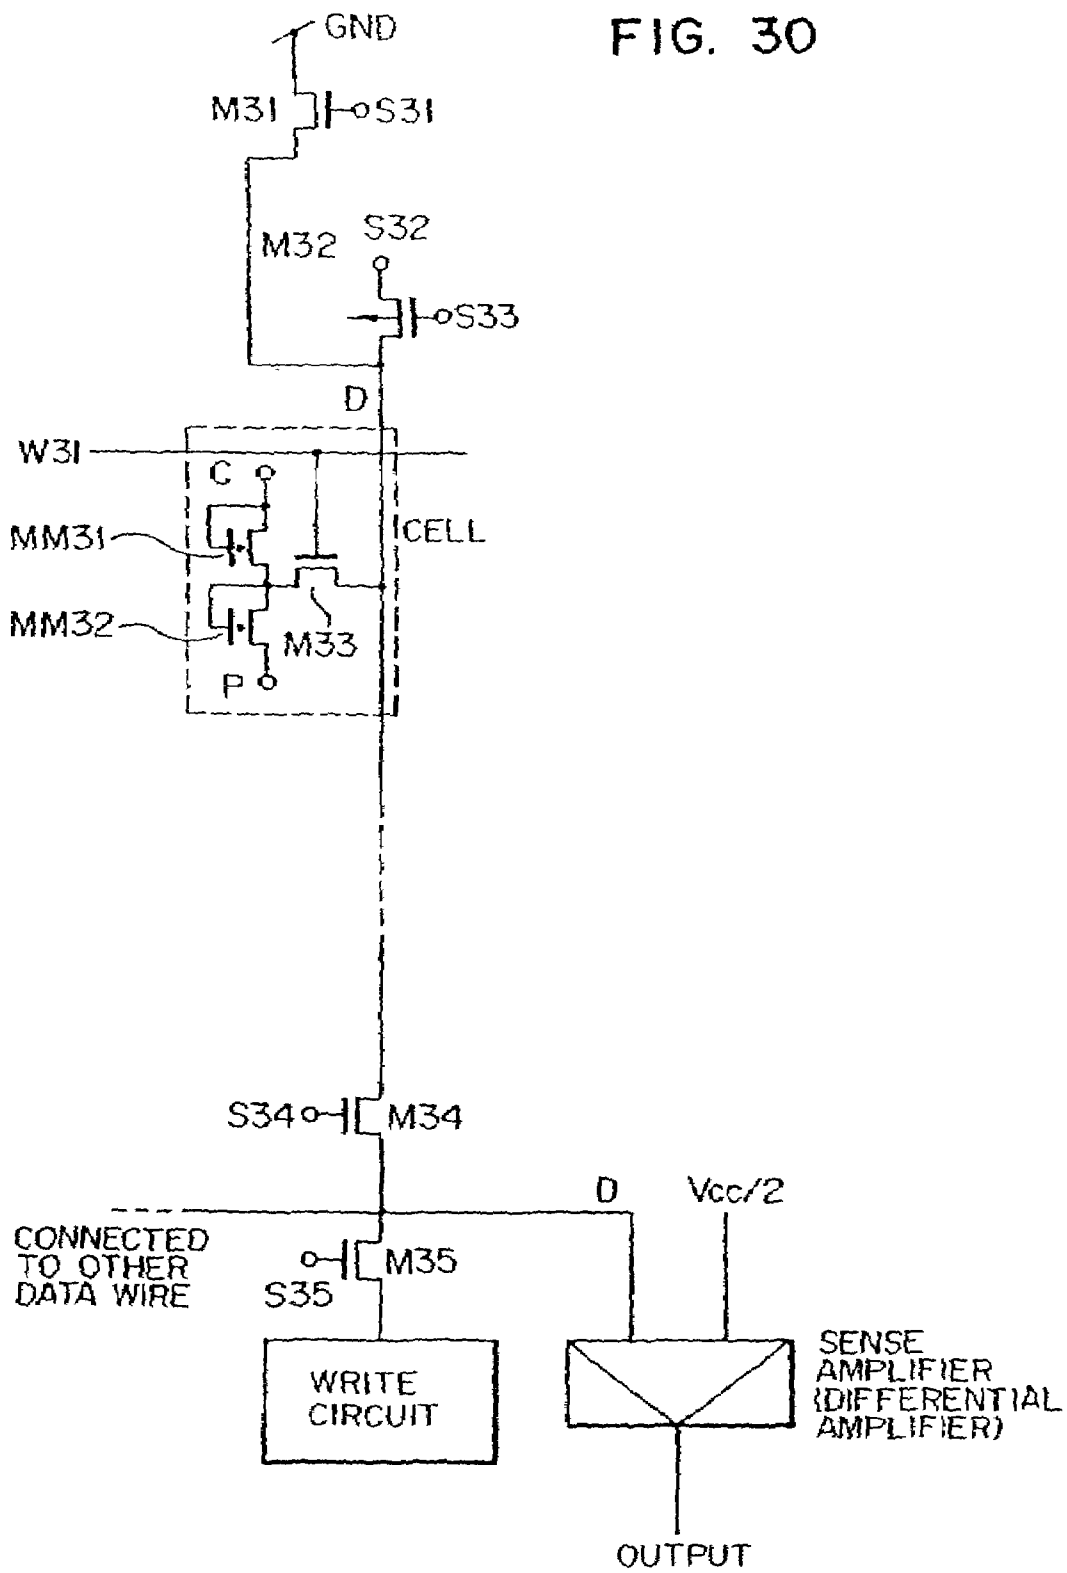 FIG. 30
GND
M31
S31
M32
S32
S33
D
W31
C
CELL
MM31
MM32
M33
P
S34
M34
D
Vcc/2
CONNECTED
TO OTHER
DATA WIRE
M35
S35
WRITE
CIRCUIT
SENSE
AMPLIFIER
(DIFFERENTIAL
AMPLIFIER)
OUTPUT